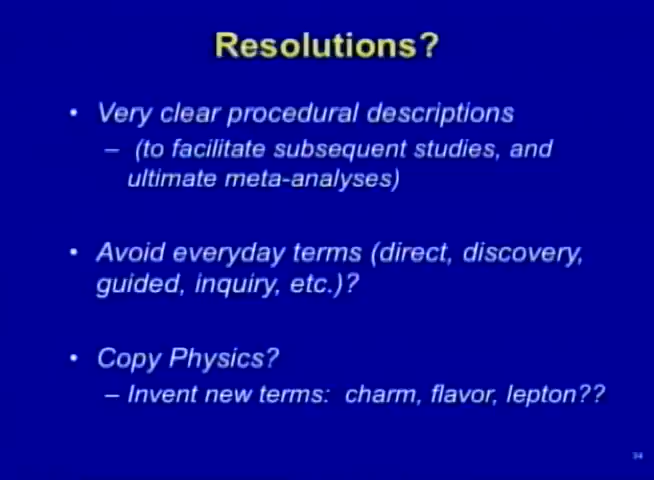 Resolutions?
• Very clear procedural descriptions
– (to facilitate subsequent studies, and
ultimate meta-analyses)
• Avoid everyday terms (direct, discovery,
guided, inquiry, etc.)?
• Copy Physics?
– Invent new terms: charm, flavor, lepton??
34